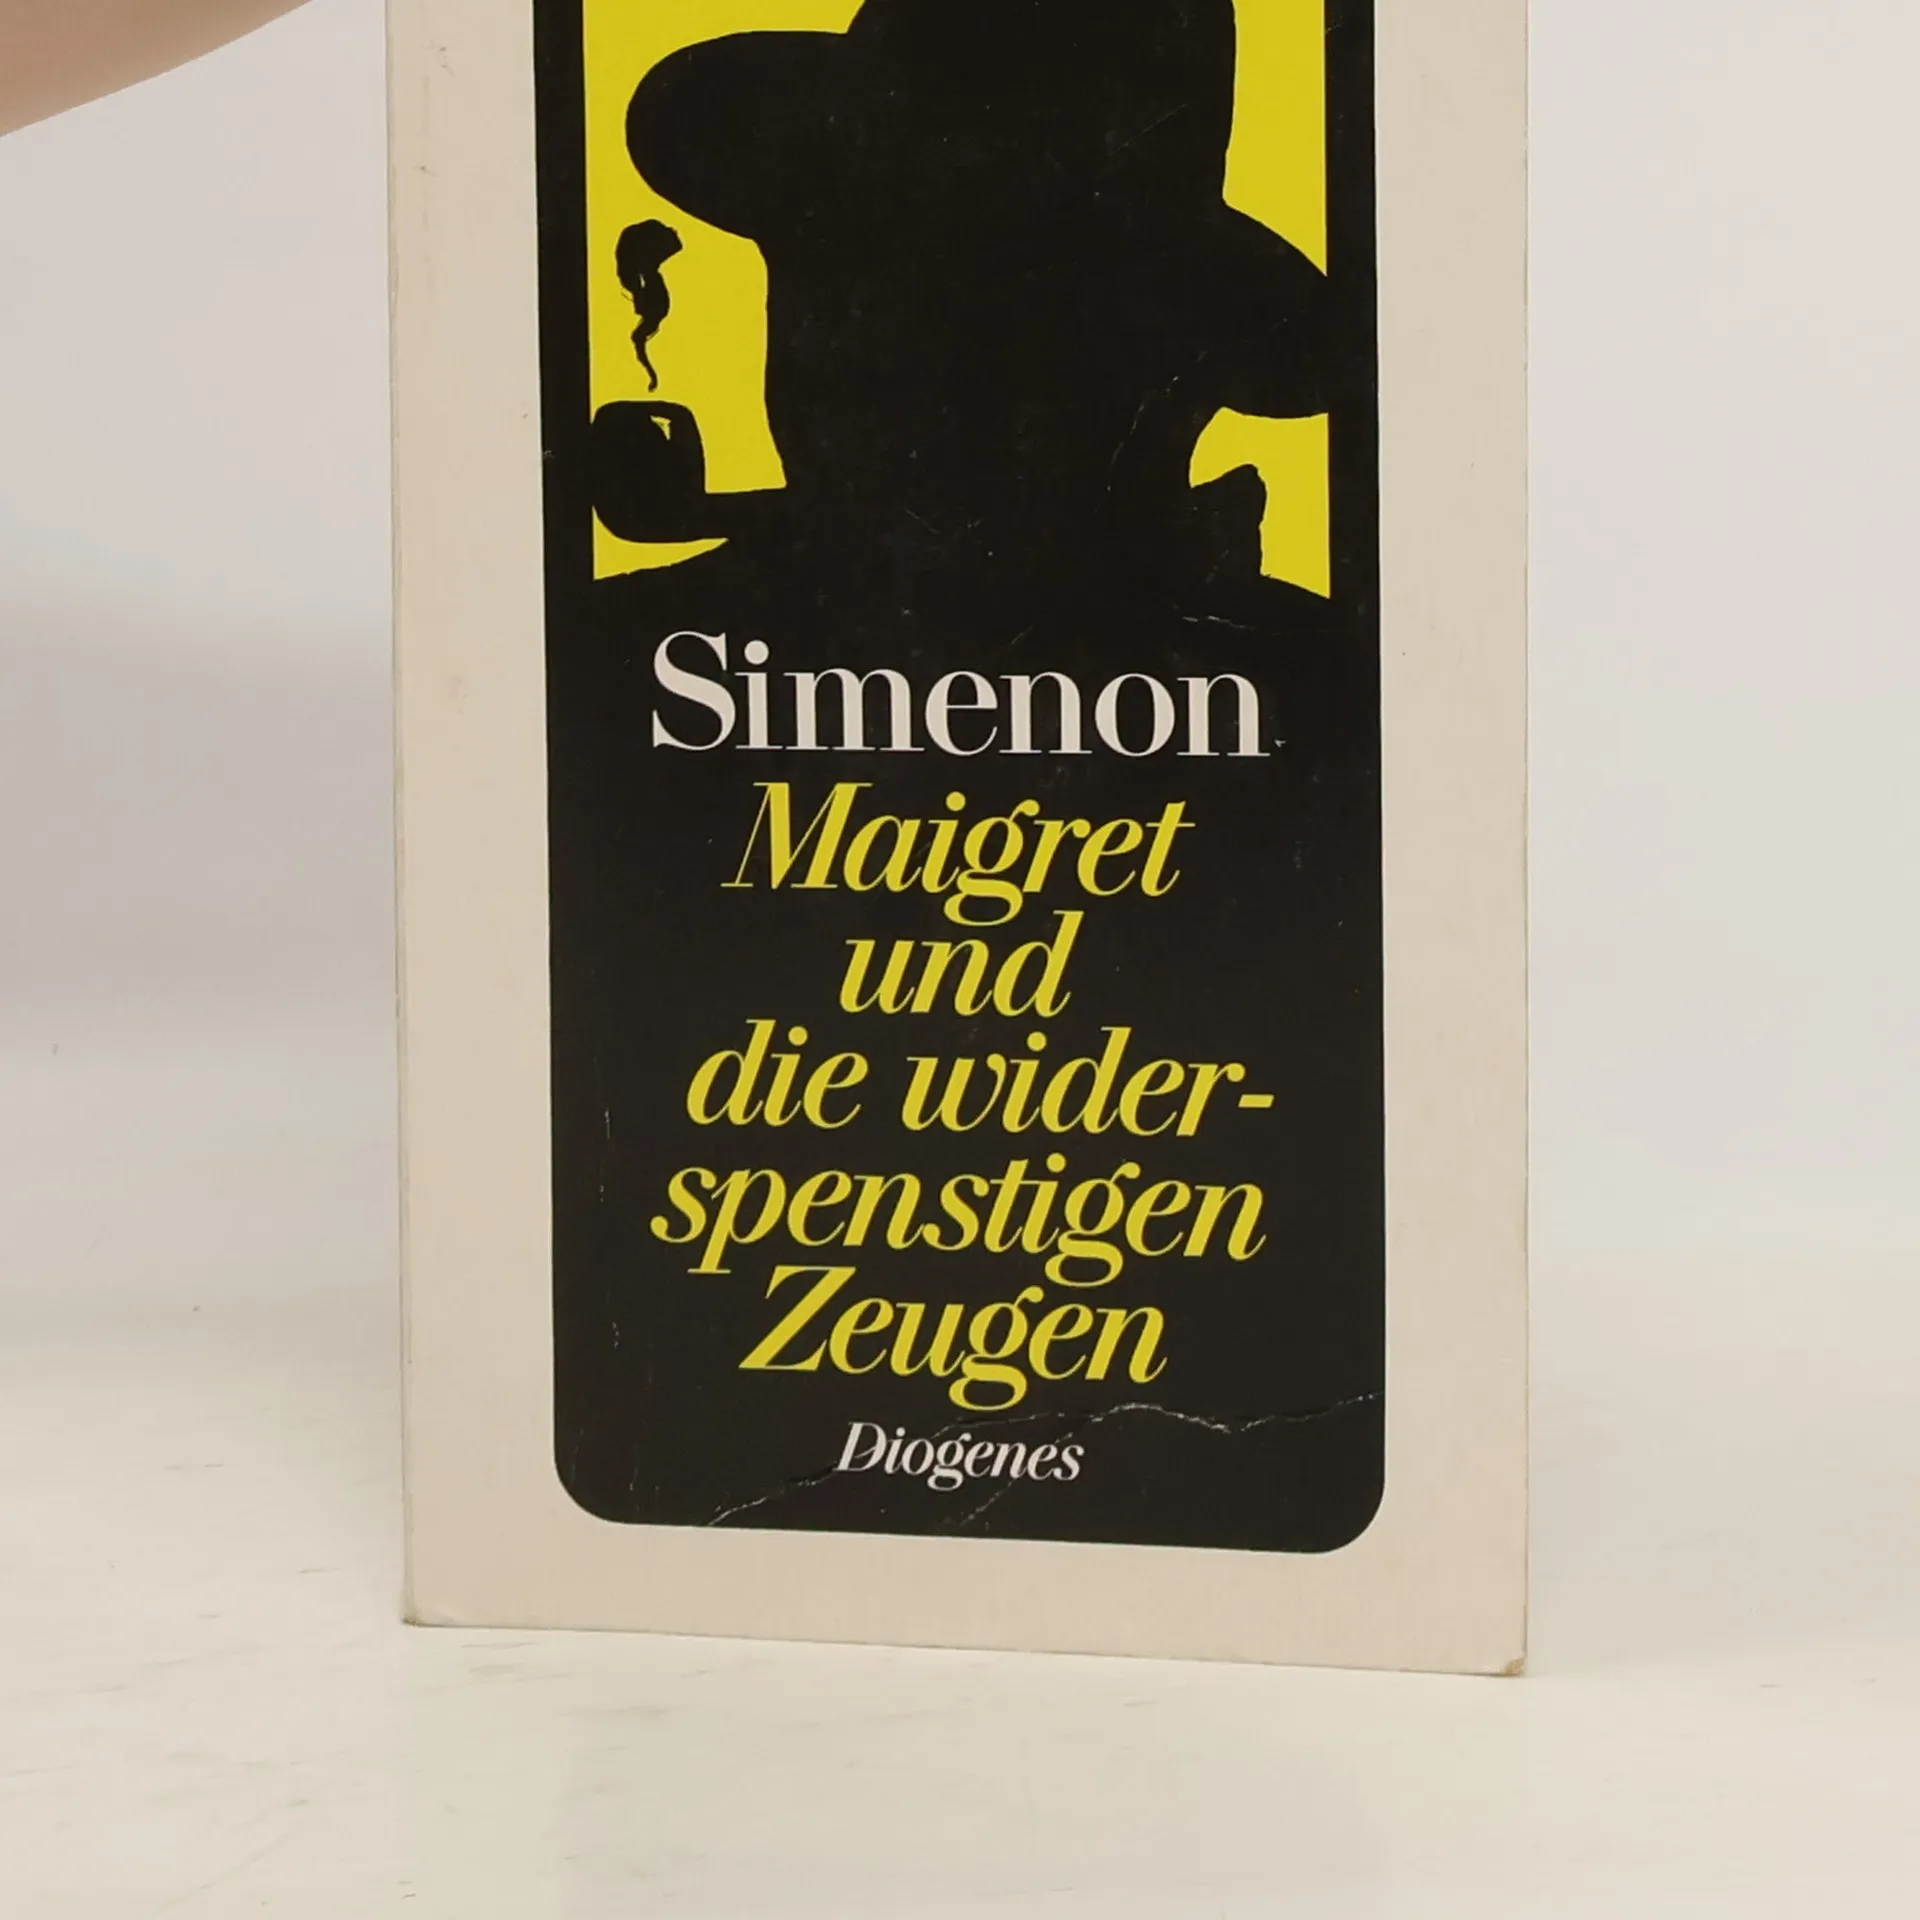 Simenon
Maigret
und
die wider-
spenstigen
Zeugen
Diogenes